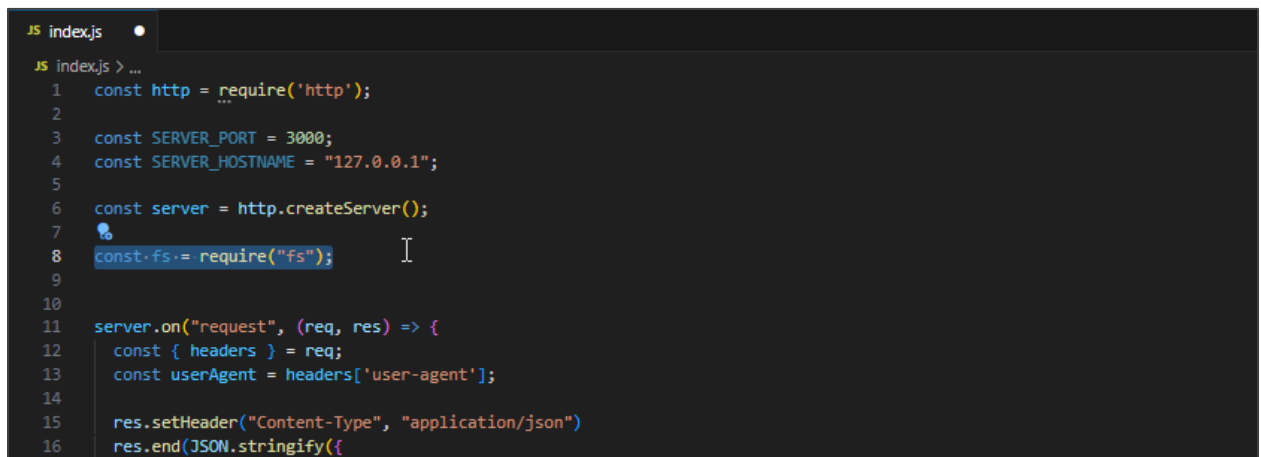 JS index.js ●
JS index.js > ...
1 const http = require('http');
2
3 const SERVER_PORT = 3000;
4 const SERVER_HOSTNAME = "127.0.0.1";
5
6 const server = http.createServer();
7
8 const fs = require("fs");
9
10
11 server.on("request", (req, res) => {
12 const { headers } = req;
13 const userAgent = headers['user-agent'];
14
15 res.setHeader("Content-Type", "application/json")
16 res.end(JSON.stringify({